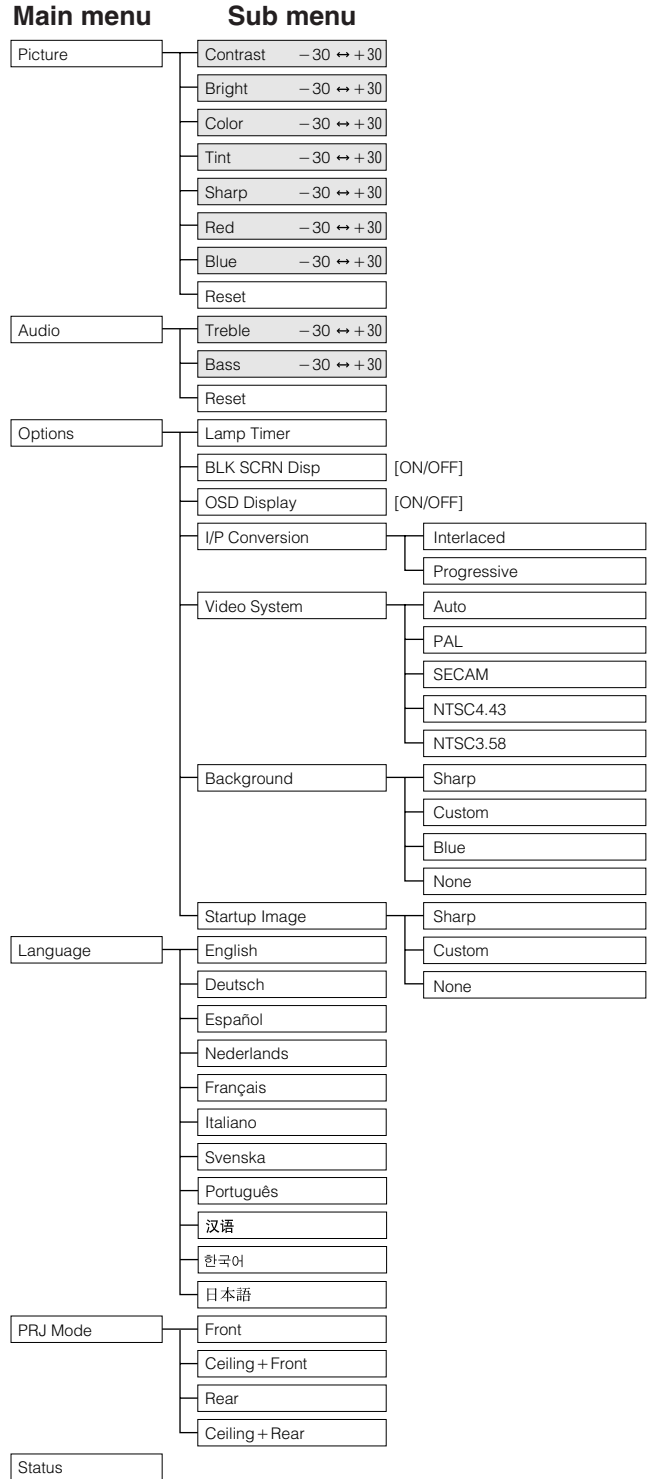 Main menu Sub menu
Picture Contrast −30 ↔ +30
Bright −30 ↔ +30
Color −30 ↔ +30
Tint −30 ↔ +30
Sharp −30 ↔ +30
Red −30 ↔ +30
Blue −30 ↔ +30
Reset
Audio Treble −30 ↔ +30
Bass −30 ↔ +30
Reset
Options Lamp Timer
BLK SCRN Disp [ON/OFF]
OSD Display [ON/OFF]
I/P Conversion Interlaced
Progressive
Video System Auto
PAL
SECAM
NTSC4.43
NTSC3.58
Background Sharp
Custom
Blue
None
Startup Image Sharp
Language English Custom
Deutsch None
Español
Nederlands
Français
Italiano
Svenska
Português
汉语
한국어
日本語
PRJ Mode Front
Ceiling+Front
Rear
Ceiling+Rear
Status